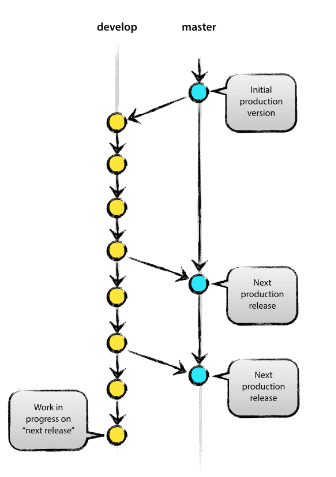 develop
master
Initial
production
version
Next
production
release
Next
production
release
Work in
progress on
"next release"